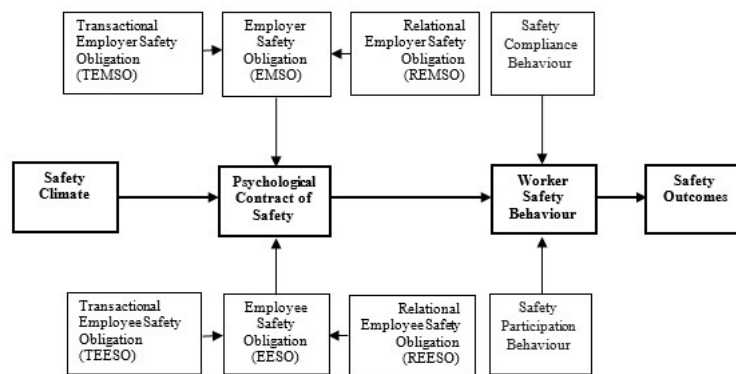 Transactional
Employer Safety
Obligation
(TEMSO)
Employer
Safety
Obligation
(EMSO)
Relational
Employer Safety
Obligation
(REMSO)
Safety
Compliance
Behaviour
Safety
Climate
Psychological
Contract of
Safety
Worker
Safety
Behaviour
Safety
Outcomes
Transactional
Employee Safety
Obligation
(TEESO)
Employee
Safety
Obligation
(EESO)
Relational
Employee Safety
Obligation
(REESO)
Safety
Participation
Behaviour